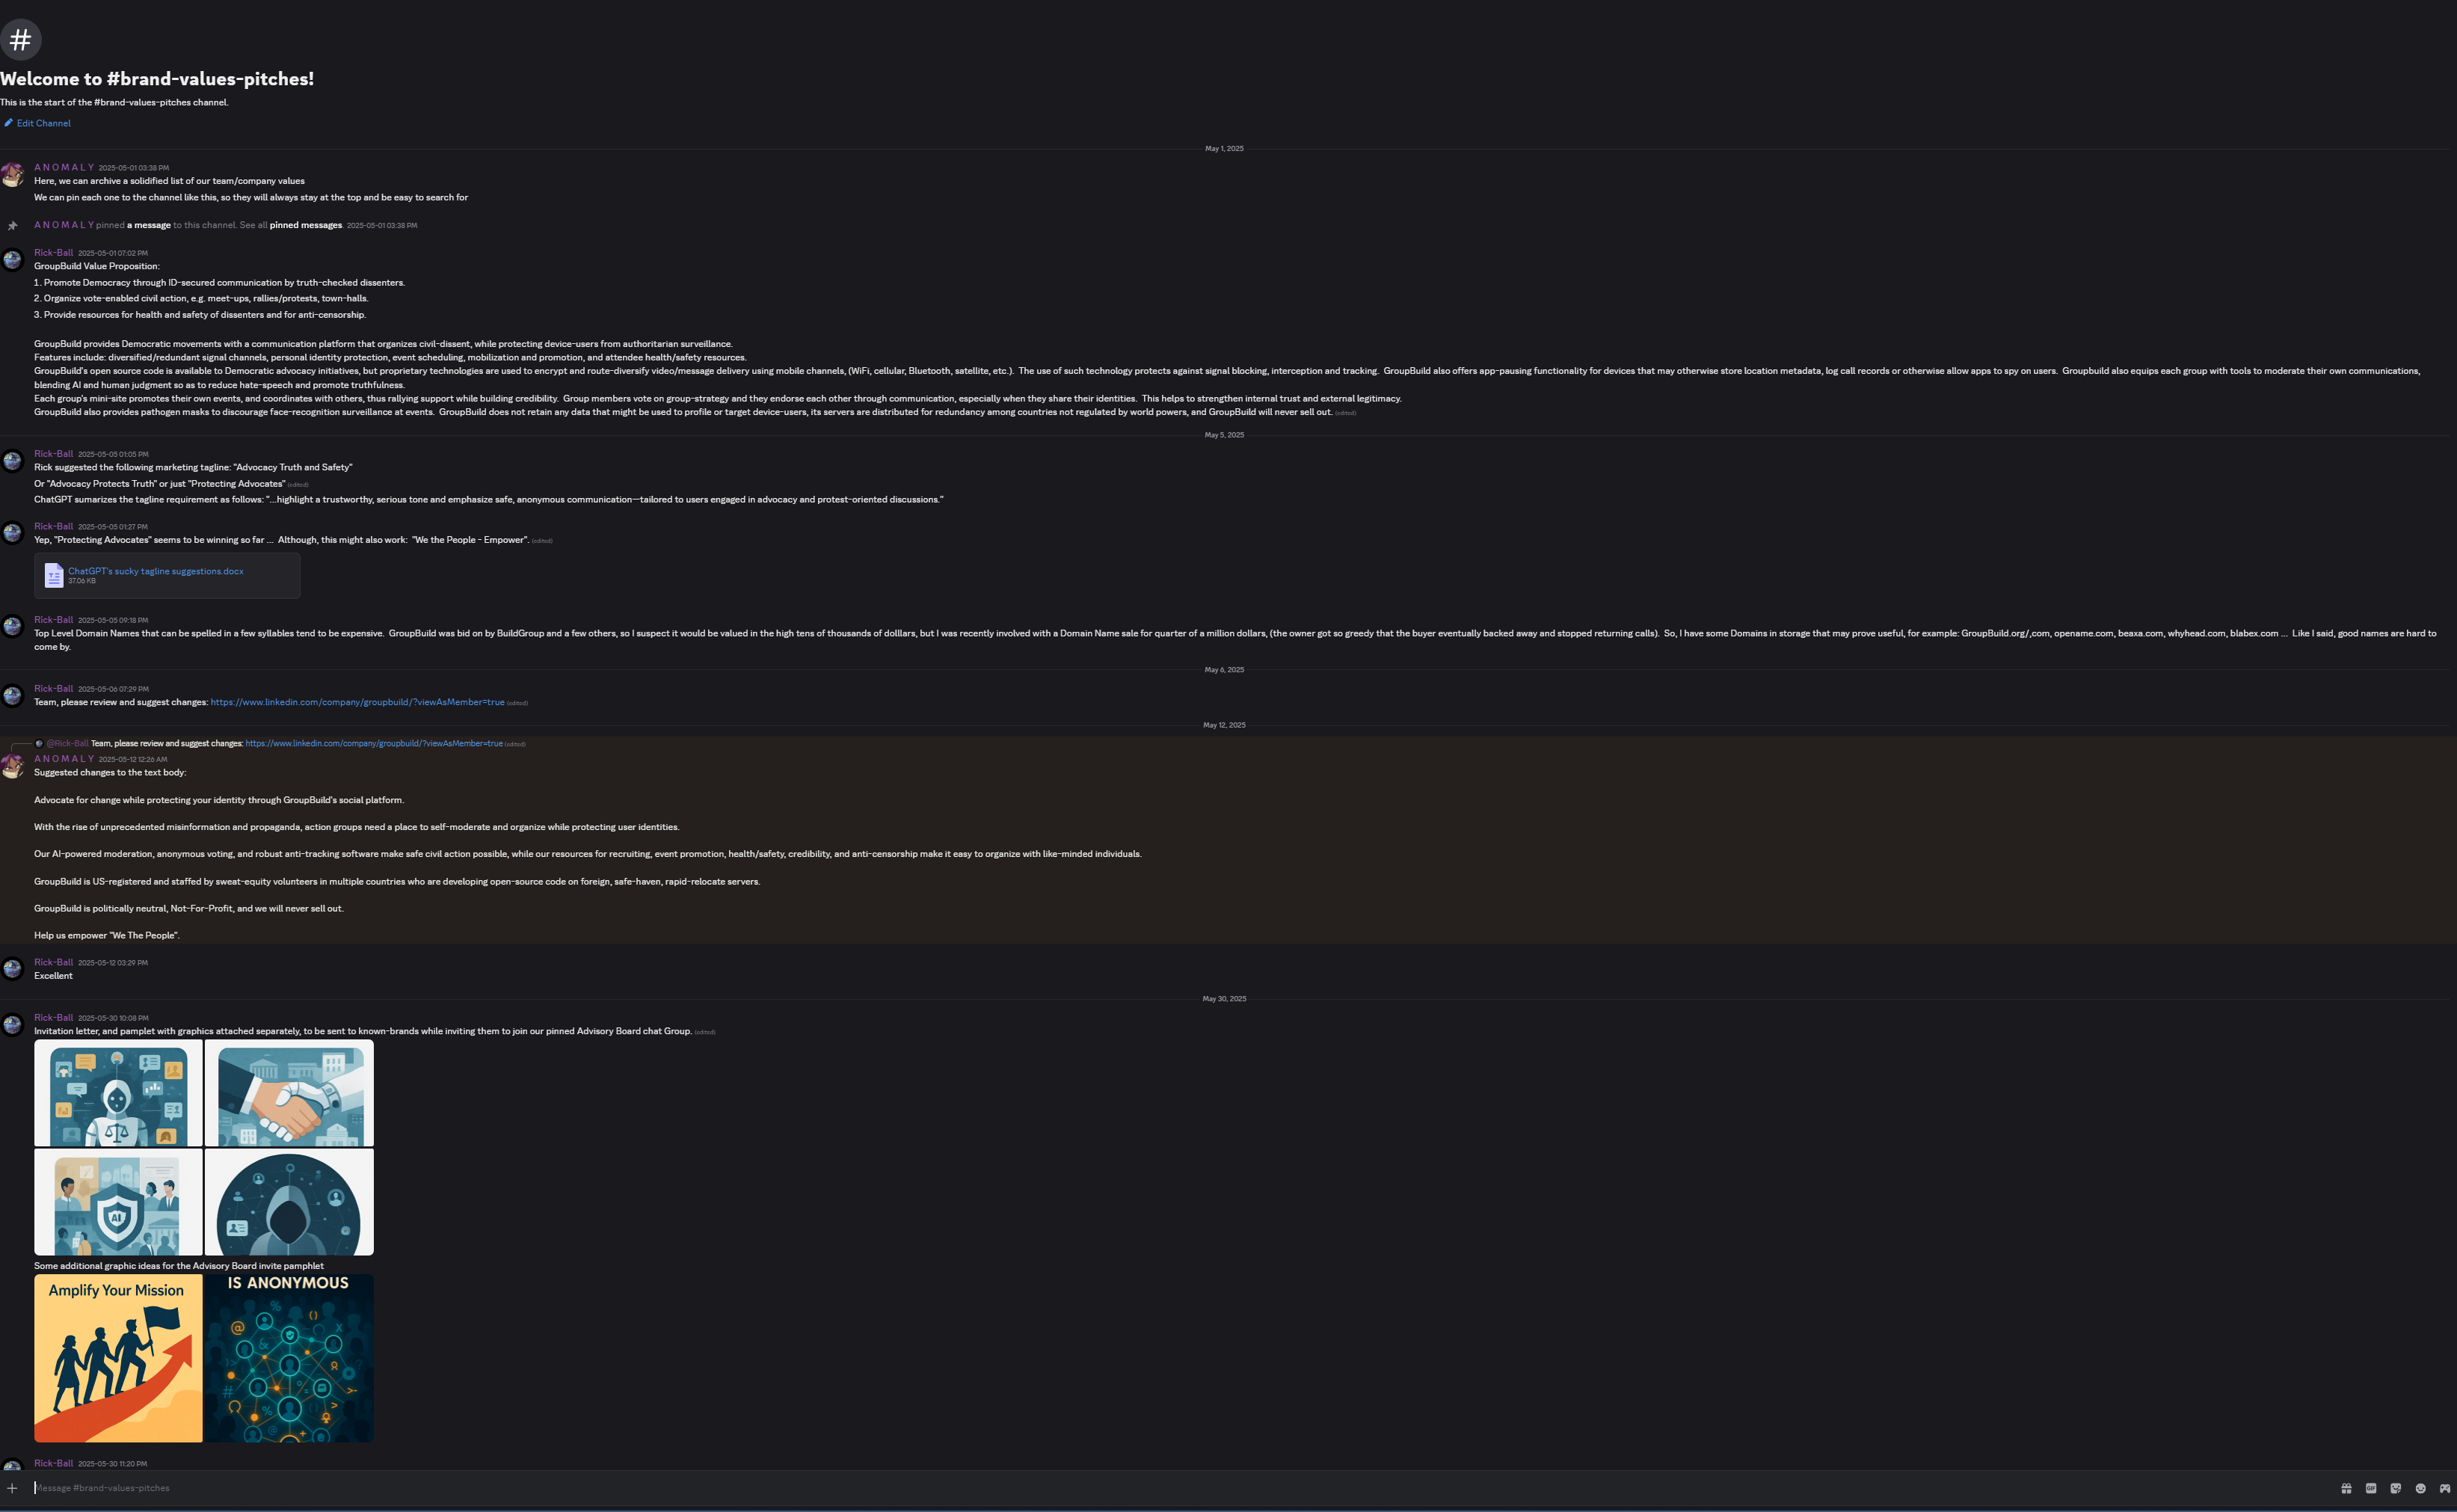 #
Welcome to #brand-values-pitches!
This is the start of the #brand-values-pitches channel.
Edit Channel
May 1, 2025
A N O M A L Y 2025-05-01 03:38 PM
Here, we can archive a solidified list of our team/company values
We can pin each one to the channel like this, so they will always stay at the top and be easy to search for
A N O M A L Y pinned a message to this channel. See all pinned messages. 2025-05-01 03:38 PM
Rick-Ball 2025-05-01 07:02 PM
GroupBuild Value Proposition:
1. Promote Democracy through ID-secured communication by truth-checked dissenters.
2. Organize vote-enabled civil action, e.g. meet-ups, rallies/protests, town-halls.
3. Provide resources for health and safety of dissenters and for anti-censorship.
GroupBuild provides Democratic movements with a communication platform that organizes civil-dissent, while protecting device-users from authoritarian surveillance.
Features include: diversified/redundant signal channels, personal identity protection, event scheduling, mobilization and promotion, and attendee health/safety resources.
GroupBuild's open source code is available to Democratic advocacy initiatives, but proprietary technologies are used to encrypt and route-diversify video/message delivery using mobile channels, (WiFi, cellular, Bluetooth, satellite, etc.). The use of such technology protects against signal blocking, interception and tracking. GroupBuild also offers app-pausing functionality for devices that may otherwise store location metadata, log call records or otherwise allow apps to spy on users. Groupbuild also equips each group with tools to moderate their own communications,
blending AI and human judgment so as to reduce hate-speech and promote truthfulness.
Each group's mini-site promotes their own events, and coordinates with others, thus rallying support while building credibility. Group members vote on group-strategy and they endorse each other through communication, especially when they share their identities. This helps to strengthen internal trust and external legitimacy.
GroupBuild also provides pathogen masks to discourage face-recognition surveillance at events. GroupBuild does not retain any data that might be used to profile or target device-users, its servers are distributed for redundancy among countries not regulated by world powers, and GroupBuild will never sell out. (edited)
May 5, 2025
Rick-Ball 2025-05-05 01:05 PM
Rick suggested the following marketing tagline: "Advocacy Truth and Safety"
Or "Advocacy Protects Truth" or just "Protecting Advocates" (edited)
ChatGPT sumarizes the tagline requirement as follows: "...highlight a trustworthy, serious tone and emphasize safe, anonymous communication—tailored to users engaged in advocacy and protest-oriented discussions."
Rick-Ball 2025-05-05 01:27 PM
Yep, "Protecting Advocates" seems to be winning so far ... Although, this might also work: "We the People - Empower". (edited)
ChatGPT's sucky tagline suggestions.docx
37.06 KB
Rick-Ball 2025-05-05 09:18 PM
Top Level Domain Names that can be spelled in a few syllables tend to be expensive. GroupBuild was bid on by BuildGroup and a few others, so I suspect it would be valued in the high tens of thousands of dolllars, but I was recently involved with a Domain Name sale for quarter of a million dollars, (the owner got so greedy that the buyer eventually backed away and stopped returning calls). So, I have some Domains in storage that may prove useful, for example: GroupBuild.org/,com, opename.com, beaxa.com, whyhead.com, blabex.com ... Like I said, good names are hard to
come by.
May 6, 2025
Rick-Ball 2025-05-06 07:29 PM
Team, please review and suggest changes: https://www.linkedin.com/company/groupbuild/?viewAsMember=true (edited)
May 12, 2025
@Rick-Ball Team, please review and suggest changes: https://www.linkedin.com/company/groupbuild/?viewAsMember=true (edited)
A N O M A L Y 2025-05-12 12:26 AM
Suggested changes to the text body:
Advocate for change while protecting your identity through GroupBuild's social platform.
With the rise of unprecedented misinformation and propaganda, action groups need a place to self-moderate and organize while protecting user identities.
Our AI-powered moderation, anonymous voting, and robust anti-tracking software make safe civil action possible, while our resources for recruiting, event promotion, health/safety, credibility, and anti-censorship make it easy to organize with like-minded individuals.
GroupBuild is US-registered and staffed by sweat-equity volunteers in multiple countries who are developing open-source code on foreign, safe-haven, rapid-relocate servers.
GroupBuild is politically neutral, Not-For-Profit, and we will never sell out.
Help us empower "We The People".
Rick-Ball 2025-05-12 03:29 PM
Excellent
May 30, 2025
Rick-Ball 2025-05-30 10:08 PM
Invitation letter, and pamplet with graphics attached separately, to be sent to known-brands while inviting them to join our pinned Advisory Board chat Group. (edited)
AI
Some additional graphic ideas for the Advisory Board invite pamphlet
Amplify Your Mission
IS ANONYMOUS
Rick-Ball 2025-05-30 11:20 PM
Message #brand-values-pitches
GIF